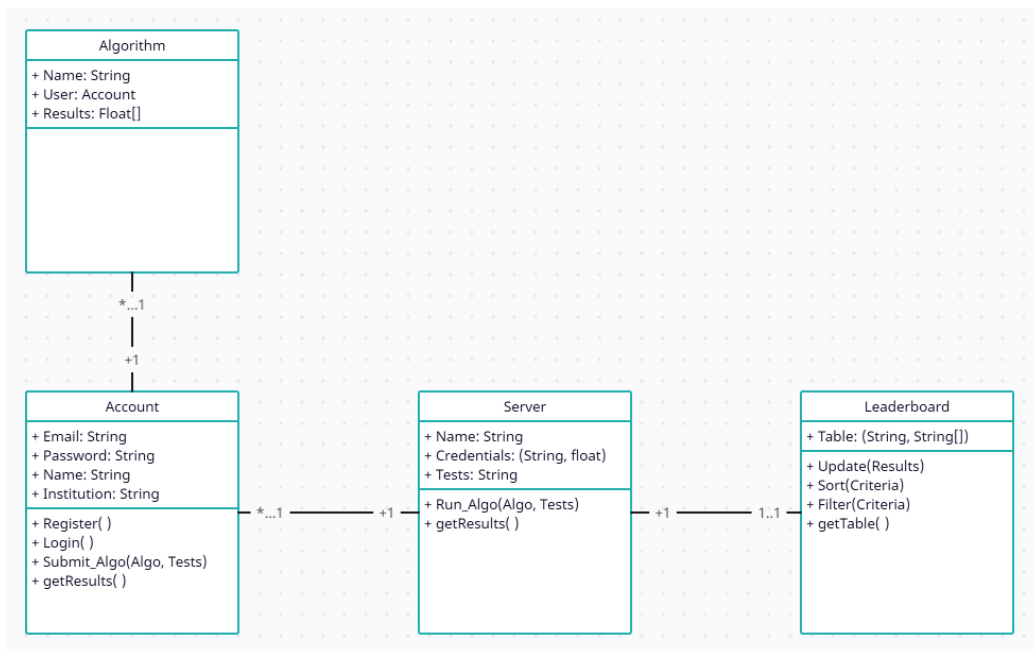 Algorithm
+ Name: String
+ User: Account
+ Results: Float[]
*...1
+1
Account
+ Email: String
+ Password: String
+ Name: String
+ Institution: String
+ Register( )
+ Login( )
+ Submit_Algo(Algo, Tests)
+ getResults( )
*...1
+1
Server
+ Name: String
+ Credentials: (String, float)
+ Tests: String
+ Run_Algo(Algo, Tests)
+ getResults( )
+1
1..1
Leaderboard
+ Table: (String, String[])
+ Update(Results)
+ Sort(Criteria)
+ Filter(Criteria)
+ getTable( )